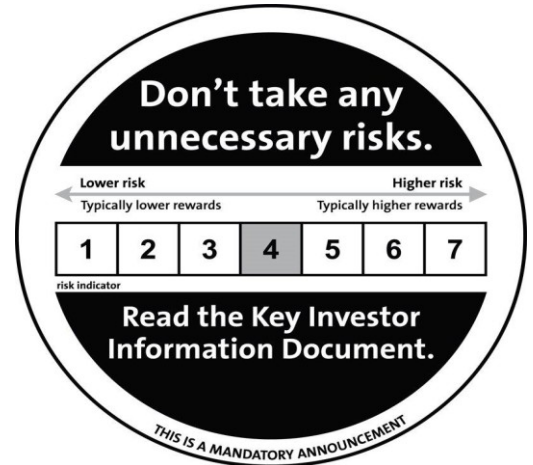 Don't take any
unnecessary risks.
Lower risk Higher risk
Typically lower rewards Typically higher rewards
1 2 3 4 5 6 7
risk indicator
Read the Key Investor
Information Document.
THIS IS A MANDATORY ANNOUNCEMENT